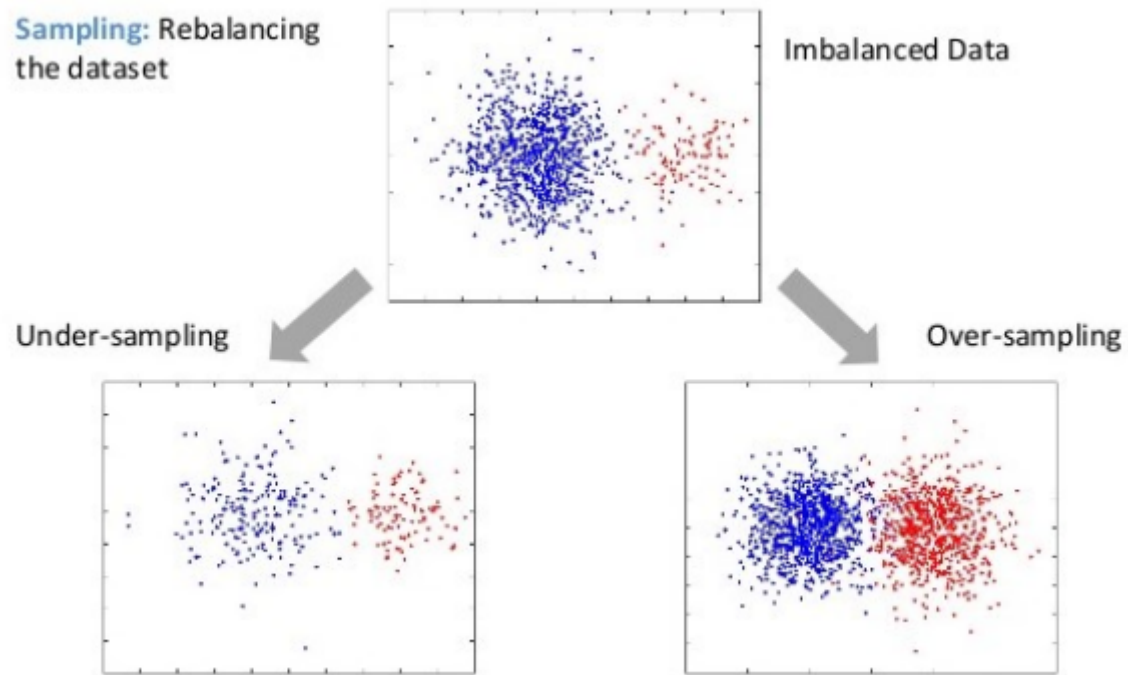 Sampling: Rebalancing
the dataset
Imbalanced Data
Under-sampling
Over-sampling